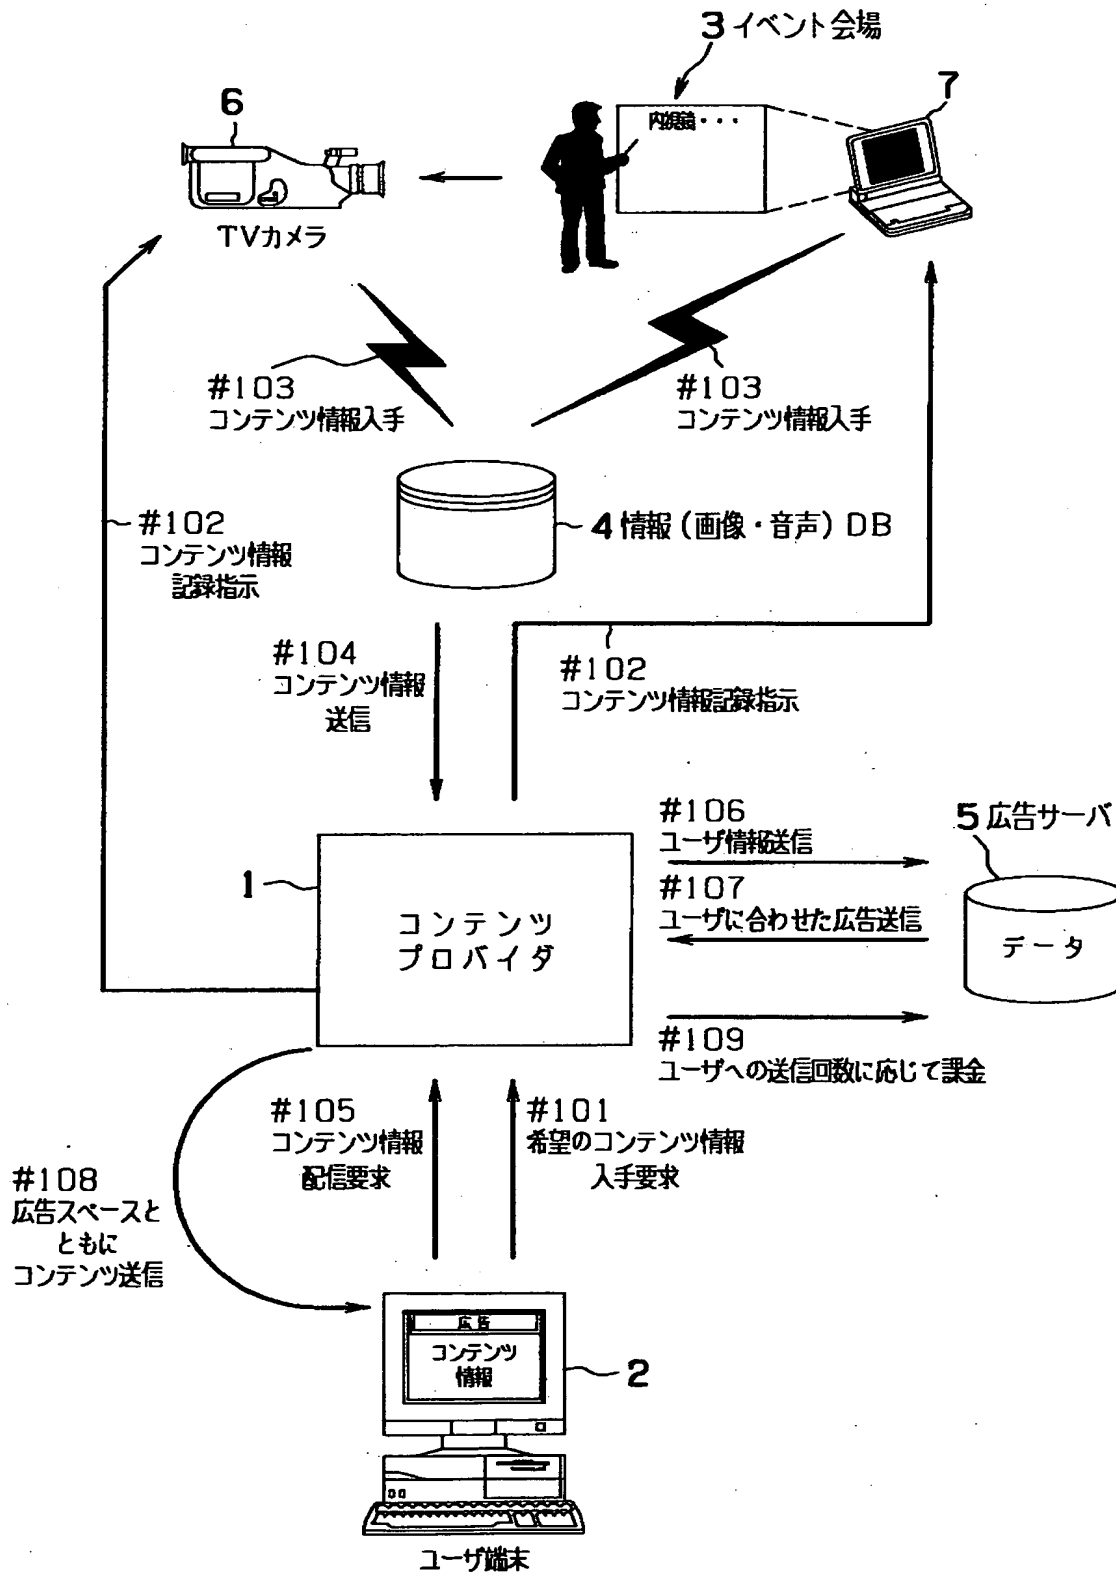 3 イベント会場
6
7
内視鏡・・・
TVカメラ
#103
コンテンツ情報入手
#103
コンテンツ情報入手
#102
コンテンツ情報
記録指示
4 情報(画像・音声)DB
#104
コンテンツ情報
送信
#102
コンテンツ情報記録指示
#106
ユーザ情報送信
5 広告サーバ
1
#107
ユーザに合わせた広告送信
コンテンツ
プロバイダ
データ
#109
ユーザへの送信回数に応じて課金
#105
コンテンツ情報
配信要求
#101
希望のコンテンツ情報
入手要求
#108
広告スペースと
ともに
コンテンツ送信
広告
コンテンツ
情報
2
ユーザ端末